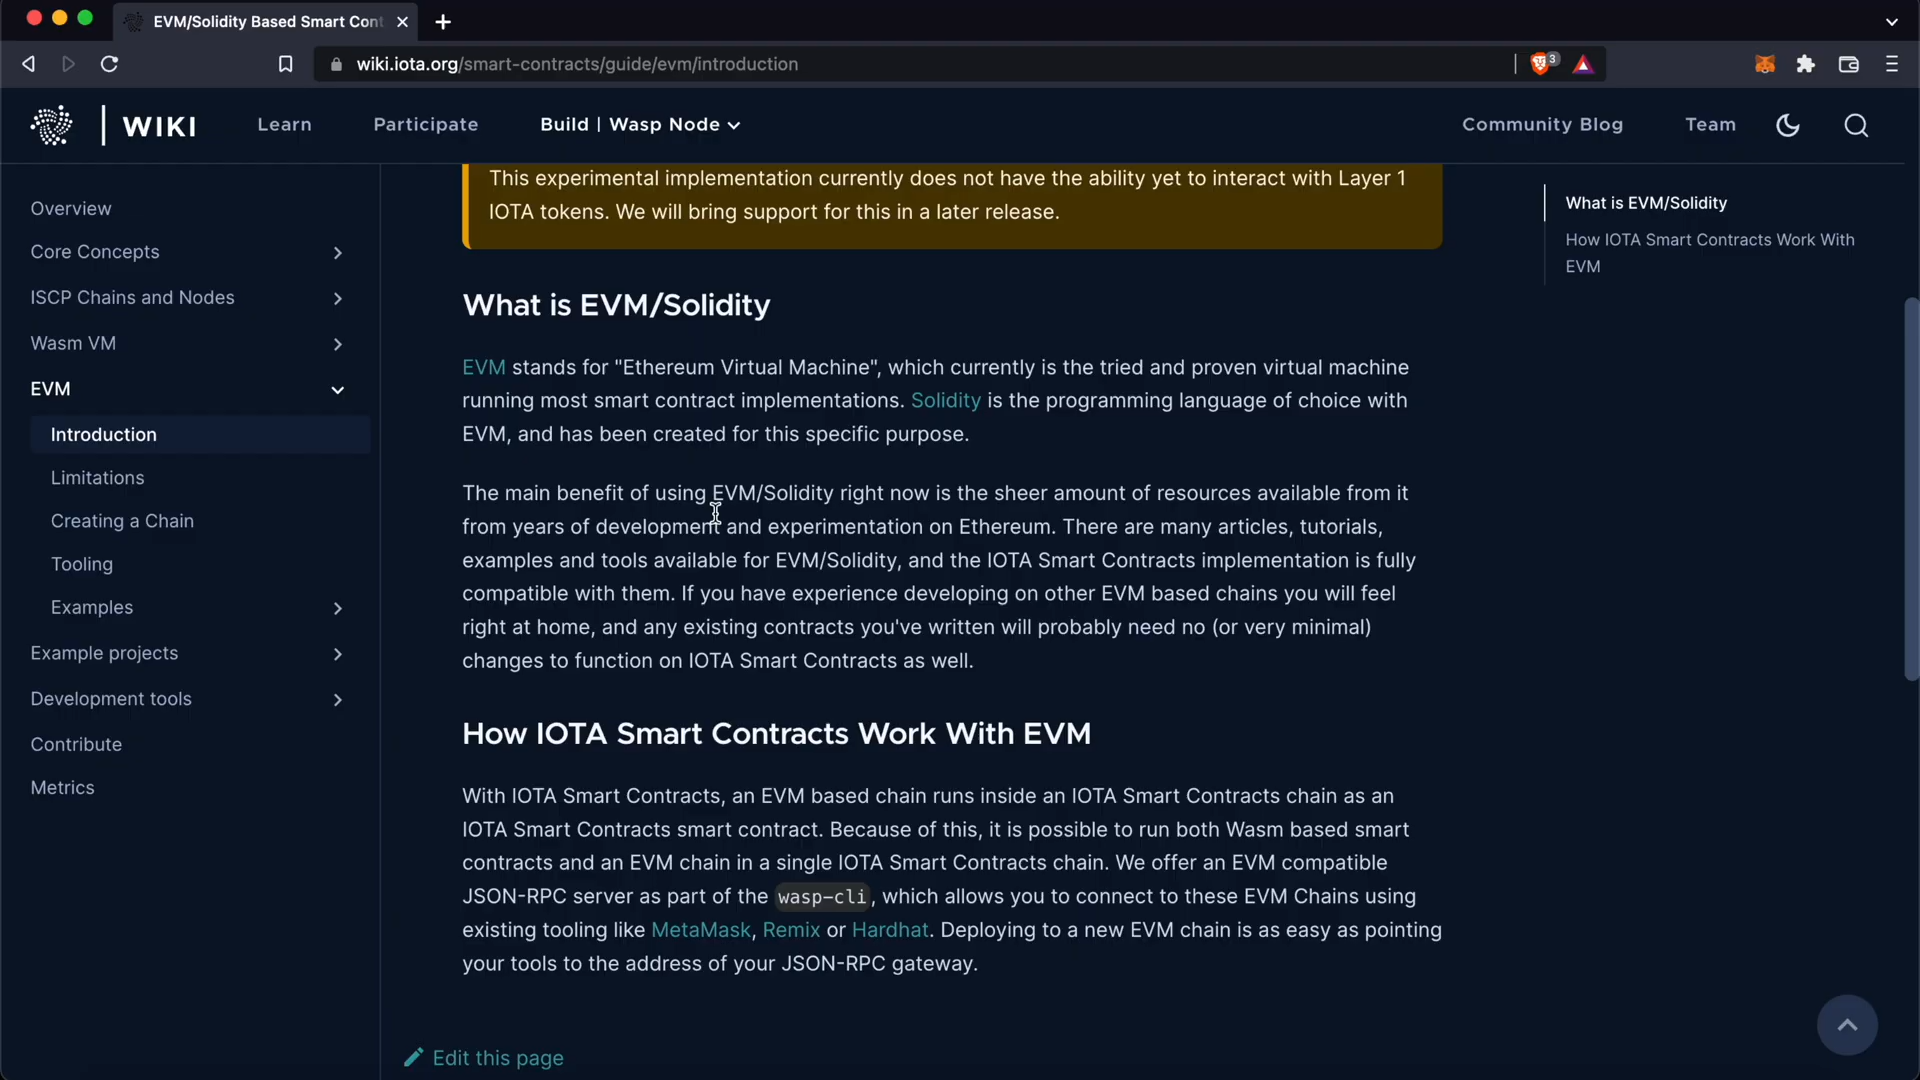 EVM/Solidity Based Smart Cont
wiki.iota.org/smart-contracts/guide/evm/introduction
3
WIKI
Learn
Participate
Build | Wasp Node
Community Blog
Team
Overview
Core Concepts
ISCP Chains and Nodes
Wasm VM
EVM
Introduction
Limitations
Creating a Chain
Tooling
Examples
Example projects
Development tools
Contribute
Metrics
This experimental implementation currently does not have the ability yet to interact with Layer 1
IOTA tokens. We will bring support for this in a later release.
What is EVM/Solidity
EVM stands for "Ethereum Virtual Machine", which currently is the tried and proven virtual machine
running most smart contract implementations. Solidity is the programming language of choice with
EVM, and has been created for this specific purpose.
The main benefit of using EVM/Solidity right now is the sheer amount of resources available from it
from years of development and experimentation on Ethereum. There are many articles, tutorials,
examples and tools available for EVM/Solidity, and the IOTA Smart Contracts implementation is fully
compatible with them. If you have experience developing on other EVM based chains you will feel
right at home, and any existing contracts you've written will probably need no (or very minimal)
changes to function on IOTA Smart Contracts as well.
How IOTA Smart Contracts Work With EVM
With IOTA Smart Contracts, an EVM based chain runs inside an IOTA Smart Contracts chain as an
IOTA Smart Contracts smart contract. Because of this, it is possible to run both Wasm based smart
contracts and an EVM chain in a single IOTA Smart Contracts chain. We offer an EVM compatible
JSON-RPC server as part of the wasp-cli, which allows you to connect to these EVM Chains using
existing tooling like MetaMask, Remix or Hardhat. Deploying to a new EVM chain is as easy as pointing
your tools to the address of your JSON-RPC gateway.
Edit this page
What is EVM/Solidity
How IOTA Smart Contracts Work With
EVM